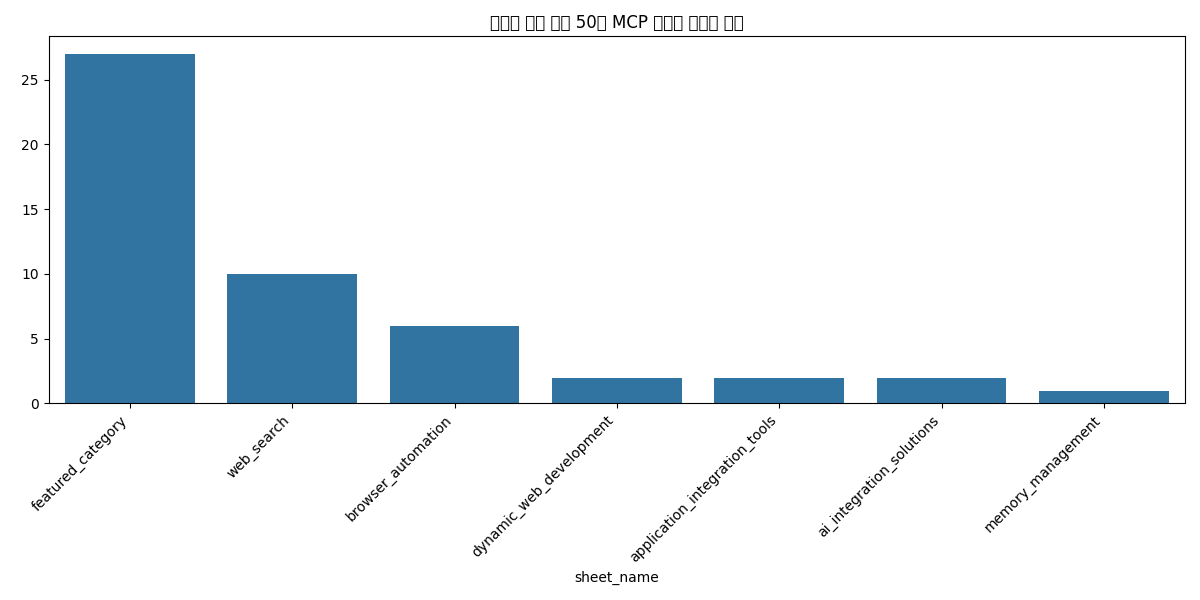 50 MCP
25
20
15
10
5
0
featured_category
web_search
browser_automation
dynamic_web_development
application_integration_tools
ai_integration_solutions
memory_management
sheet_name